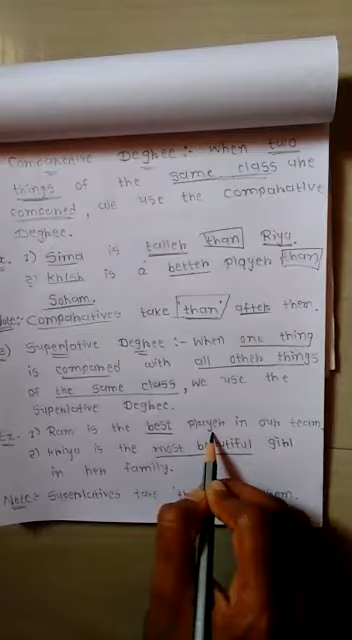 Comparative Degree :- When two
things of the same class are
compared, we use the comparative
Degree.
1) Sima is taller than Riya.
2) Krish is a better player than
Soham.
Note:- Comparatives take 'than' after them.
3) Superlative Degree :- When one thing
is compared with all other things
of the same class, we use the
Superlative Degree.
Ex. 1) Ram is the best player in our team.
2) Khiya is the most beautiful girl
in her family.
Note:- Superlatives take